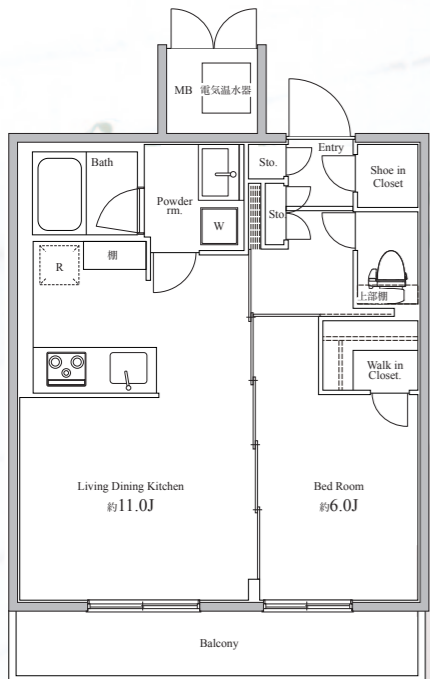 MB 電気温水器
Entry
Bath
Sto.
Shoe in
Closet
Powder
rm.
W
Sto.
棚
R
上部棚
Walk in
Closet.
Living Dining Kitchen
約11.0J
Bed Room
約6.0J
Balcony